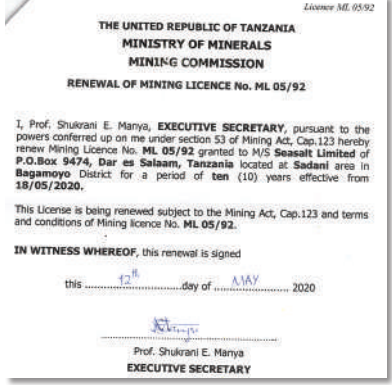 Licence ML 05/92
THE UNITED REPUBLIC OF TANZANIA
MINISTRY OF MINERALS
MINING COMMISSION
RENEWAL OF MINING LICENCE No. ML 05/92
I, Prof. Shukrani E. Manya, EXECUTIVE SECRETARY, pursuant to the
powers conferred up on me under section 53 of Mining Act, Cap.123 hereby
renew Mining Licence No. ML 05/92 granted to M/S Seasalt Limited of
P.O.Box 9474, Dar es Salaam, Tanzania located at Sadani area in
Bagamoyo District for a period of ten (10) years effective from
18/05/2020.
This License is being renewed subject to the Mining Act, Cap.123 and terms
and conditions of Mining licence No. ML 05/92.
IN WITNESS WHEREOF, this renewal is signed
this ....12th....day of ....MAY.... 2020
Prof. Shukrani E. Manya
EXECUTIVE SECRETARY